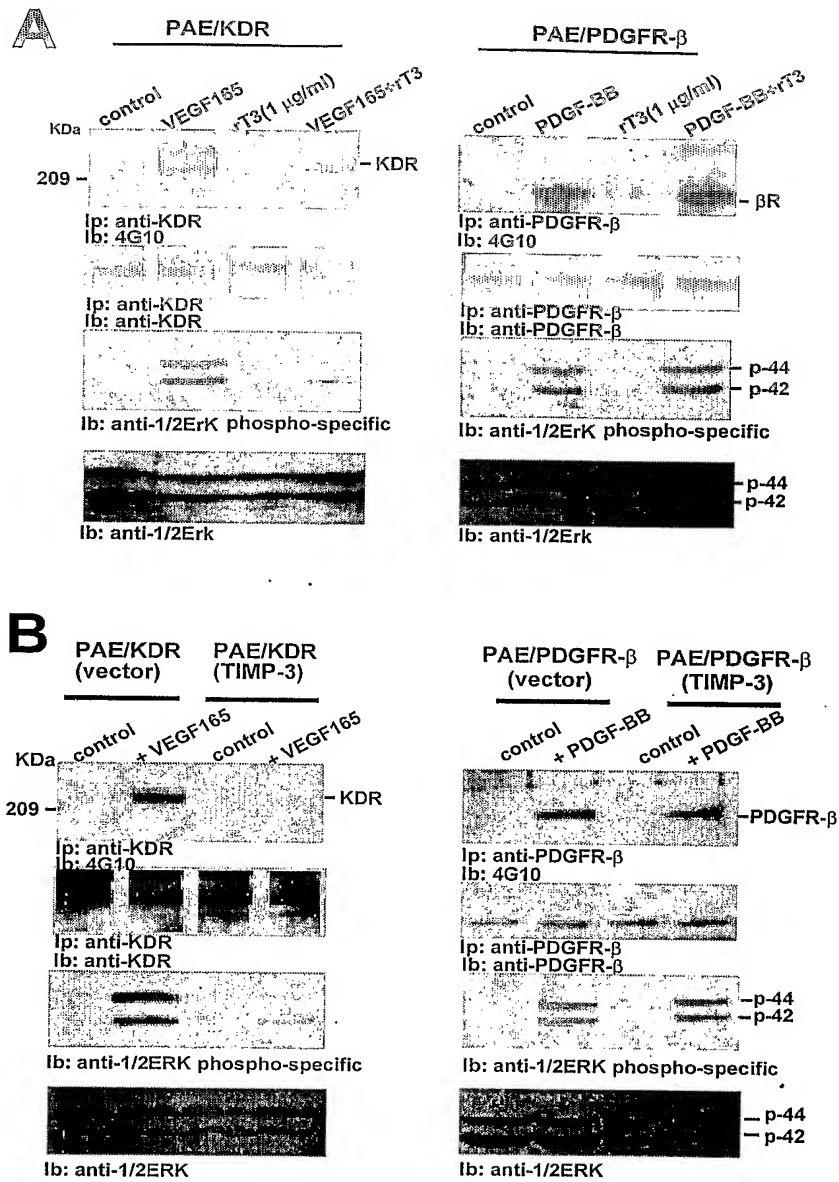 A
PAE/KDR
control VEGF165 rT3(1 µg/ml) VEGF165+rT3
KDa
209
KDR
Ip: anti-KDR
Ib: 4G10
Ip: anti-KDR
Ib: anti-KDR
Ib: anti-1/2ErK phospho-specific
Ib: anti-1/2Erk
PAE/PDGFR-β
control PDGF-BB rT3(1 µg/ml) PDGF-BB+rT3
βR
Ip: anti-PDGFR-β
Ib: 4G10
Ip: anti-PDGFR-β
Ib: anti-PDGFR-β
p-44
p-42
Ib: anti-1/2ErK phospho-specific
p-44
p-42
Ib: anti-1/2Erk
B
PAE/KDR (vector)
PAE/KDR (TIMP-3)
control + VEGF165 control + VEGF165
KDa
209
KDR
Ip: anti-KDR
Ib: 4G10
Ip: anti-KDR
Ib: anti-KDR
Ib: anti-1/2ERK phospho-specific
Ib: anti-1/2ERK
PAE/PDGFR-β (vector)
PAE/PDGFR-β (TIMP-3)
control + PDGF-BB control + PDGF-BB
PDGFR-β
Ip: anti-PDGFR-β
Ib: 4G10
Ip: anti-PDGFR-β
Ib: anti-PDGFR-β
p-44
p-42
Ib: anti-1/2ERK phospho-specific
p-44
p-42
Ib: anti-1/2ERK